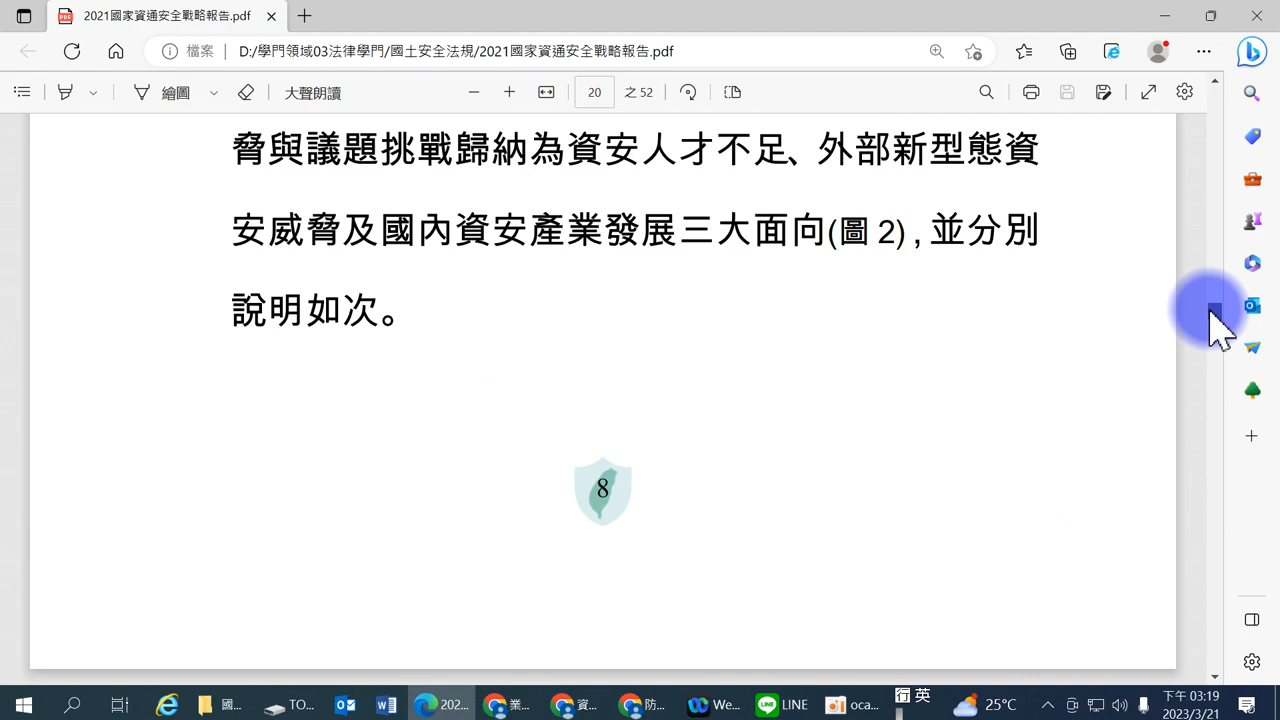 2021國家資通安全戰略報告.pdf
檔案 D:/學門領域03法律學門/國土安全法規/2021國家資通安全戰略報告.pdf
繪圖 大聲朗讀 20 之 52
脅與議題挑戰歸納為資安人才不足、外部新型態資
安威脅及國內資安產業發展三大面向(圖 2) , 並分別
說明如次。
8
國... TO... 202... 業... 資... 防... We... LINE oca... 行 英 25°C 下午 03:19
2023/3/21